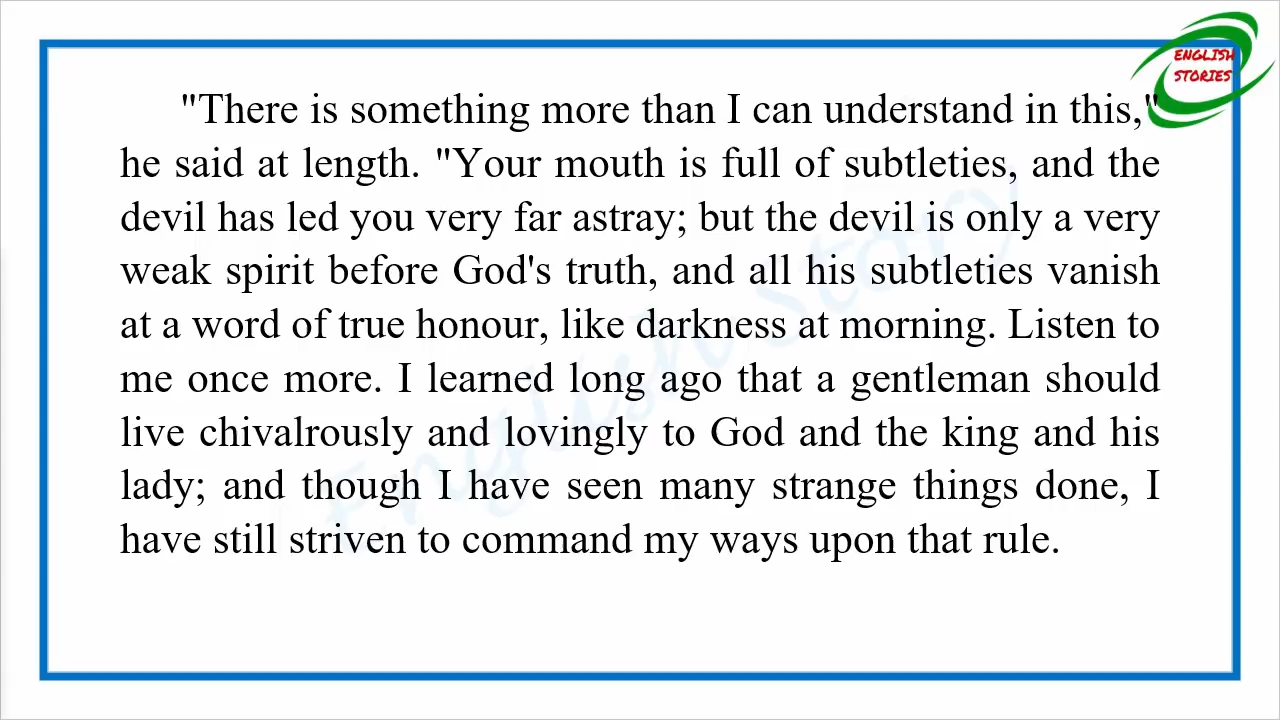 ENGLISH
STORIES
"There is something more than I can understand in this,"
he said at length. "Your mouth is full of subtleties, and the
devil has led you very far astray; but the devil is only a very
weak spirit before God's truth, and all his subtleties vanish
at a word of true honour, like darkness at morning. Listen to
me once more. I learned long ago that a gentleman should
live chivalrously and lovingly to God and the king and his
lady; and though I have seen many strange things done, I
have still striven to command my ways upon that rule.
English Story